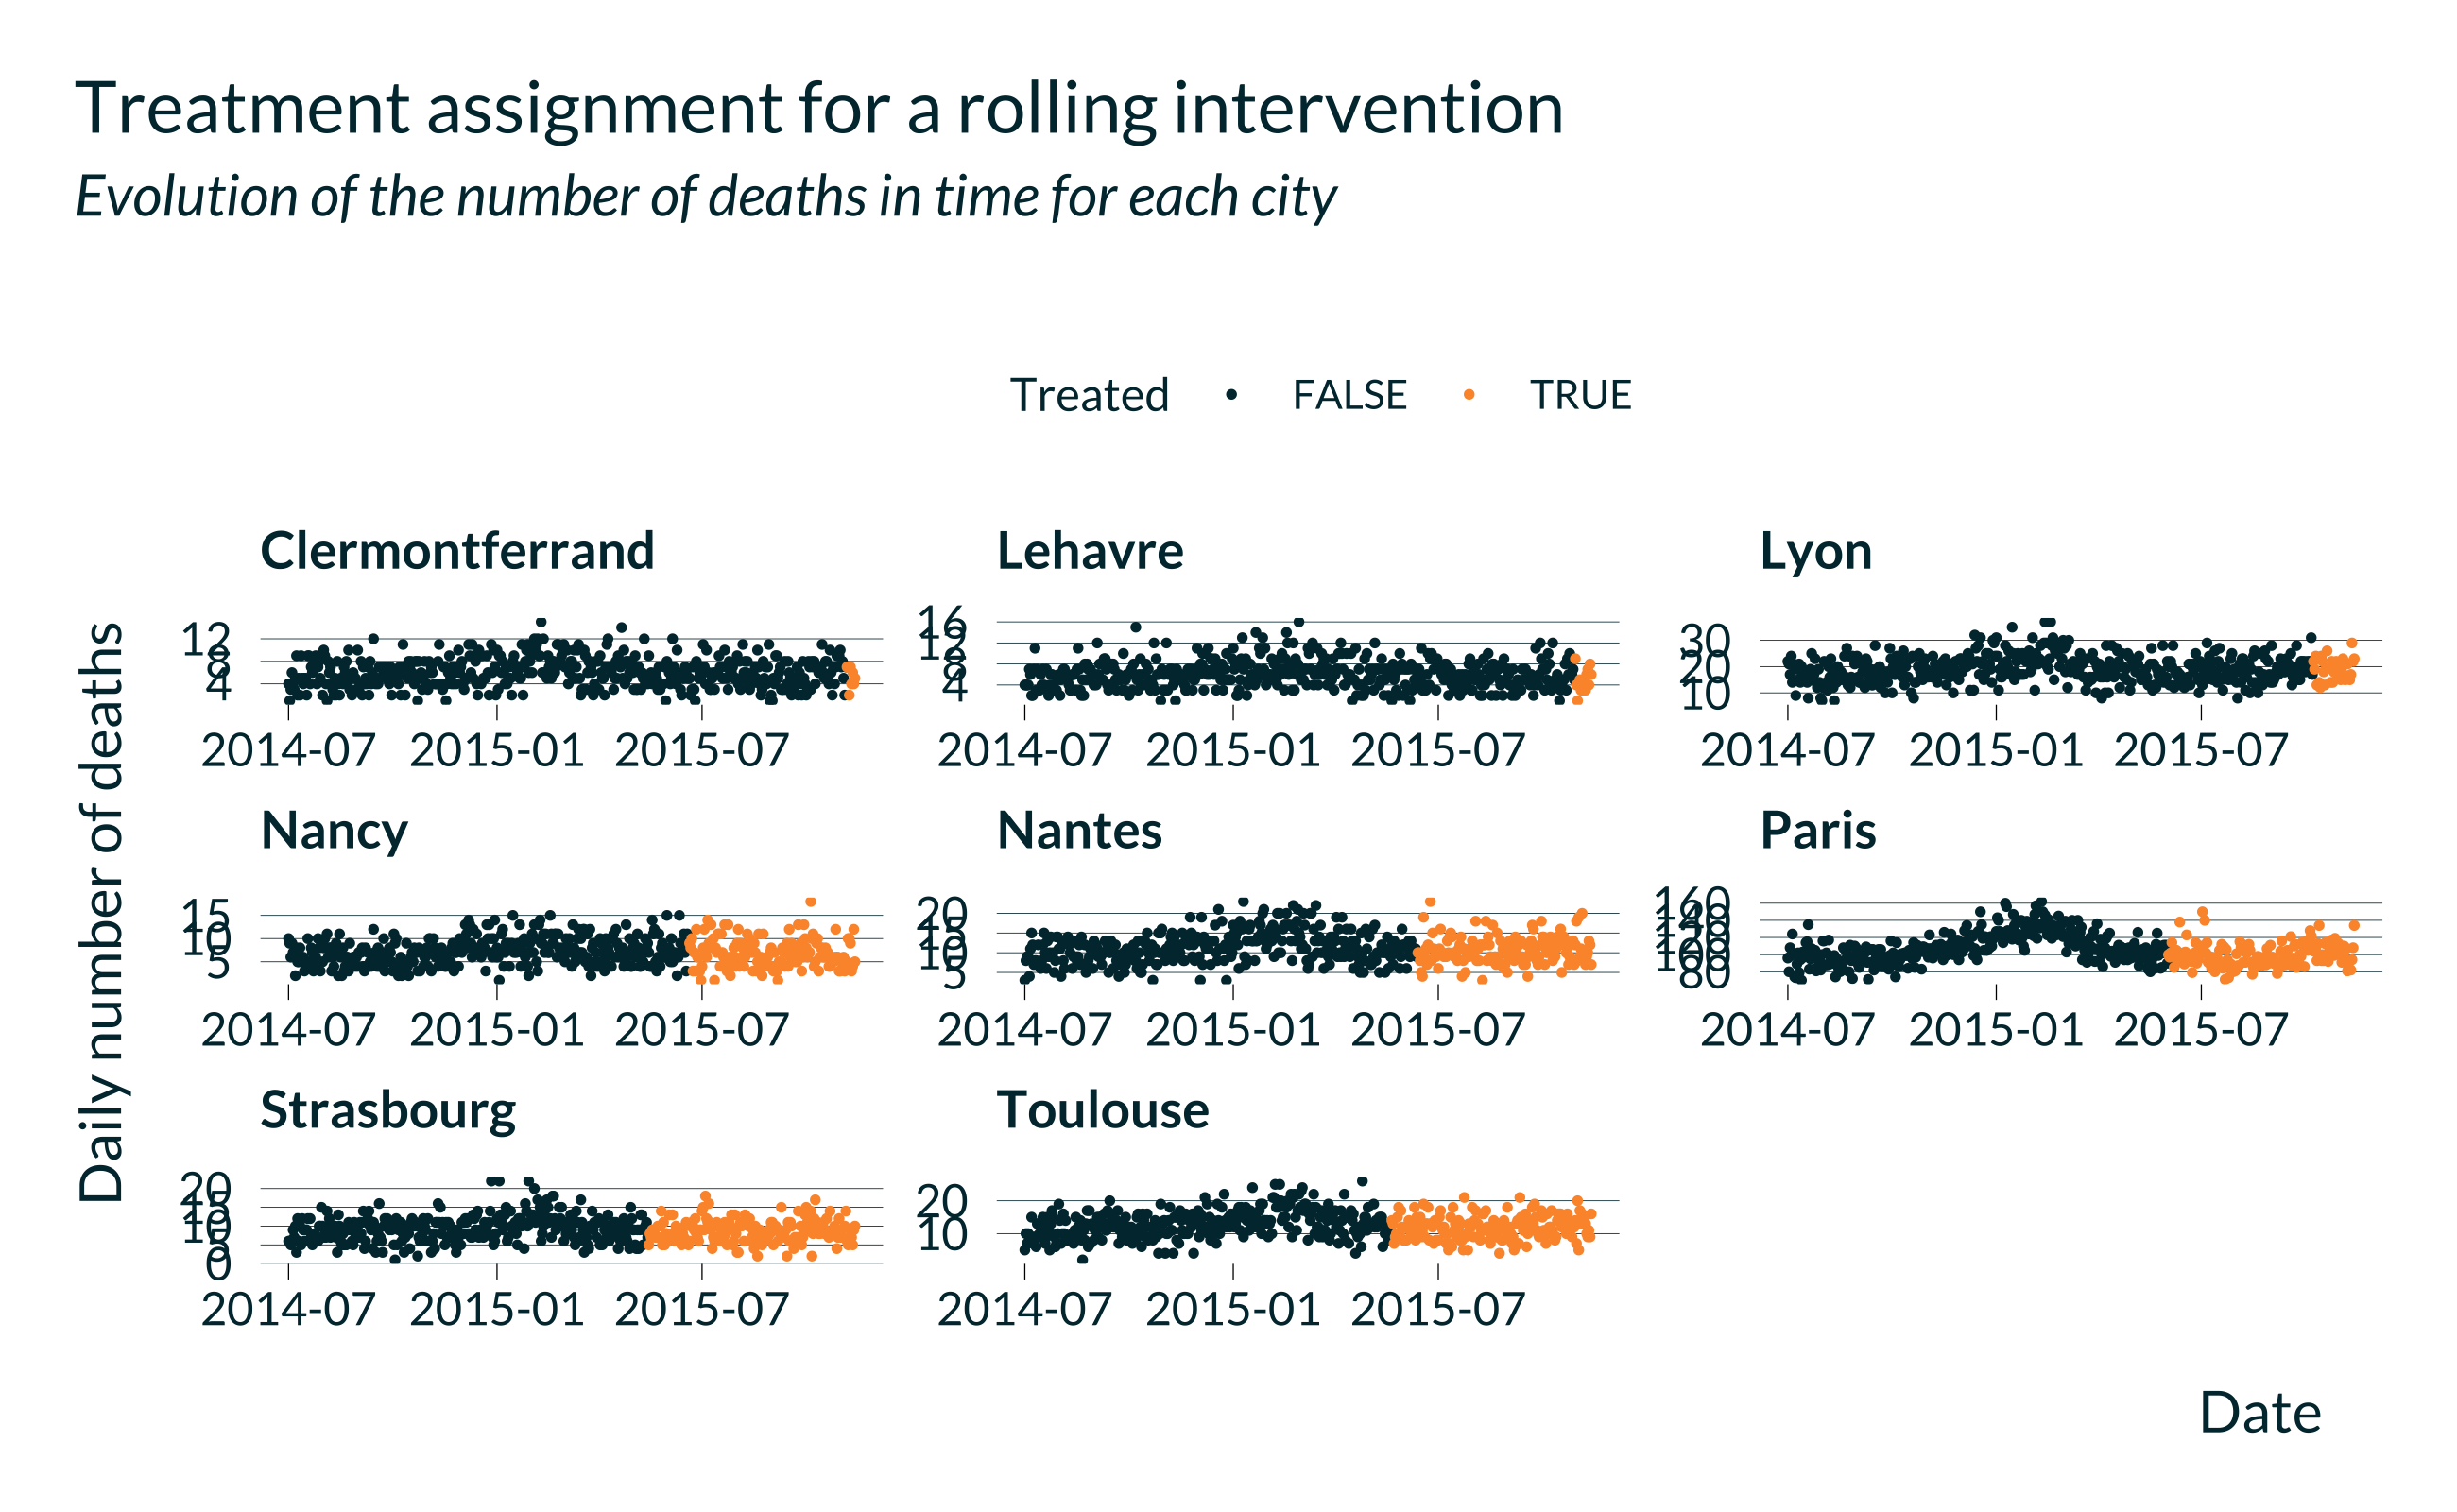 Treatment assignment for a rolling intervention
Evolution of the number of deaths in time for each city
Treated FALSE TRUE
Daily number of deaths
Clermontferrand
12
8
4
2014-07 2015-01 2015-07
Lehavre
16
12
8
4
2014-07 2015-01 2015-07
Lyon
30
20
10
2014-07 2015-01 2015-07
Nancy
15
10
5
2014-07 2015-01 2015-07
Nantes
20
15
10
5
2014-07 2015-01 2015-07
Paris
160
140
120
100
80
2014-07 2015-01 2015-07
Strasbourg
20
15
10
5
0
2014-07 2015-01 2015-07
Toulouse
20
10
2014-07 2015-01 2015-07
Date